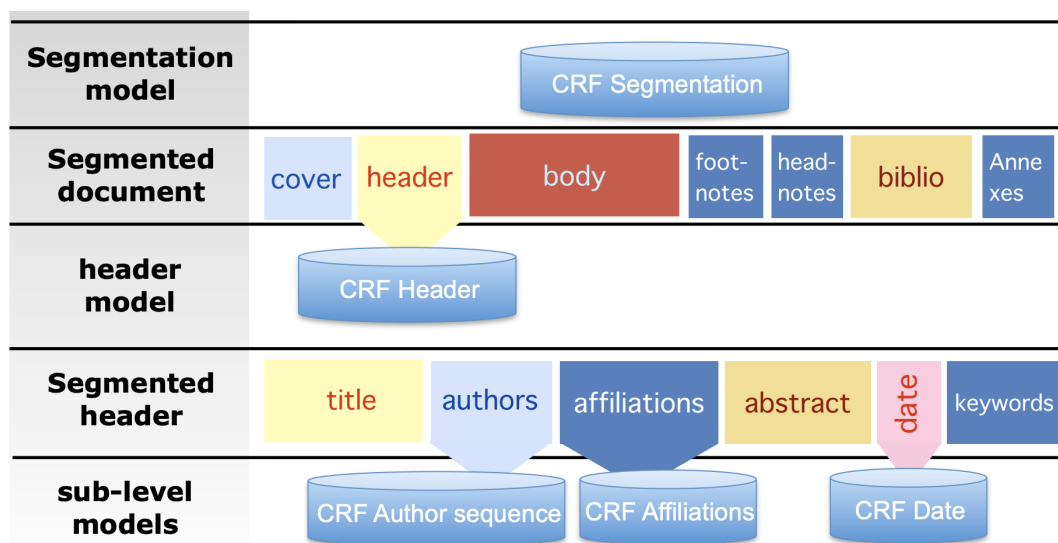 Segmentation
model
CRF Segmentation
Segmented
document
cover
header
body
foot-
notes
head-
notes
biblio
Anne
xes
header
model
CRF Header
Segmented
header
title
authors
affiliations
abstract
date
keywords
sub-level
models
CRF Author sequence
CRF Affiliations
CRF Date